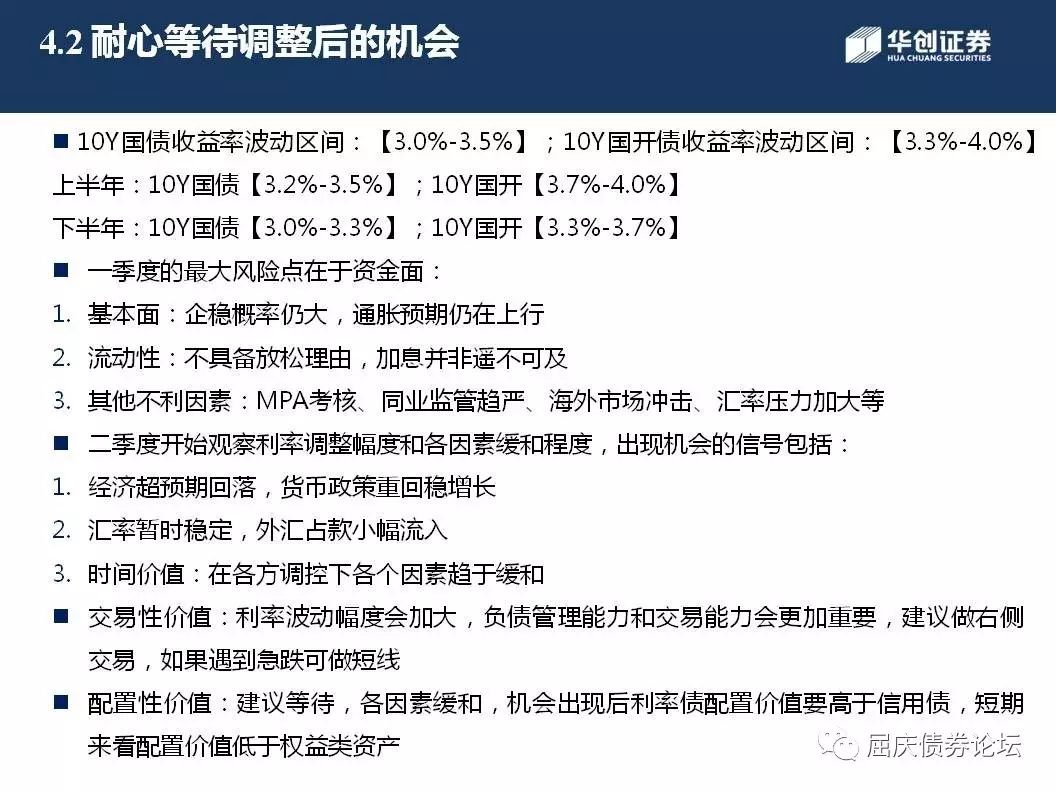 4.2 耐心等待调整后的机会
华创证券
HUA CHUANG SECURITIES
■ 10Y国债收益率波动区间：【3.0%-3.5%】；10Y国开债收益率波动区间：【3.3%-4.0%】
上半年：10Y国债【3.2%-3.5%】；10Y国开【3.7%-4.0%】
下半年：10Y国债【3.0%-3.3%】；10Y国开【3.3%-3.7%】
■ 一季度的最大风险点在于资金面：
1. 基本面：企稳概率仍大，通胀预期仍在上行
2. 流动性：不具备放松理由，加息并非遥不可及
3. 其他不利因素：MPA考核、同业监管趋严、海外市场冲击、汇率压力加大等
■ 二季度开始观察利率调整幅度和各因素缓和程度，出现机会的信号包括：
1. 经济超预期回落，货币政策重回稳增长
2. 汇率暂时稳定，外汇占款小幅流入
3. 时间价值：在各方调控下各个因素趋于缓和
■ 交易性价值：利率波动幅度会加大，负债管理能力和交易能力会更加重要，建议做右侧
交易，如果遇到急跌可做短线
■ 配置性价值：建议等待，各因素缓和，机会出现后利率债配置价值要高于信用债，短期
来看配置价值低于权益类资产
屈庆债券论坛